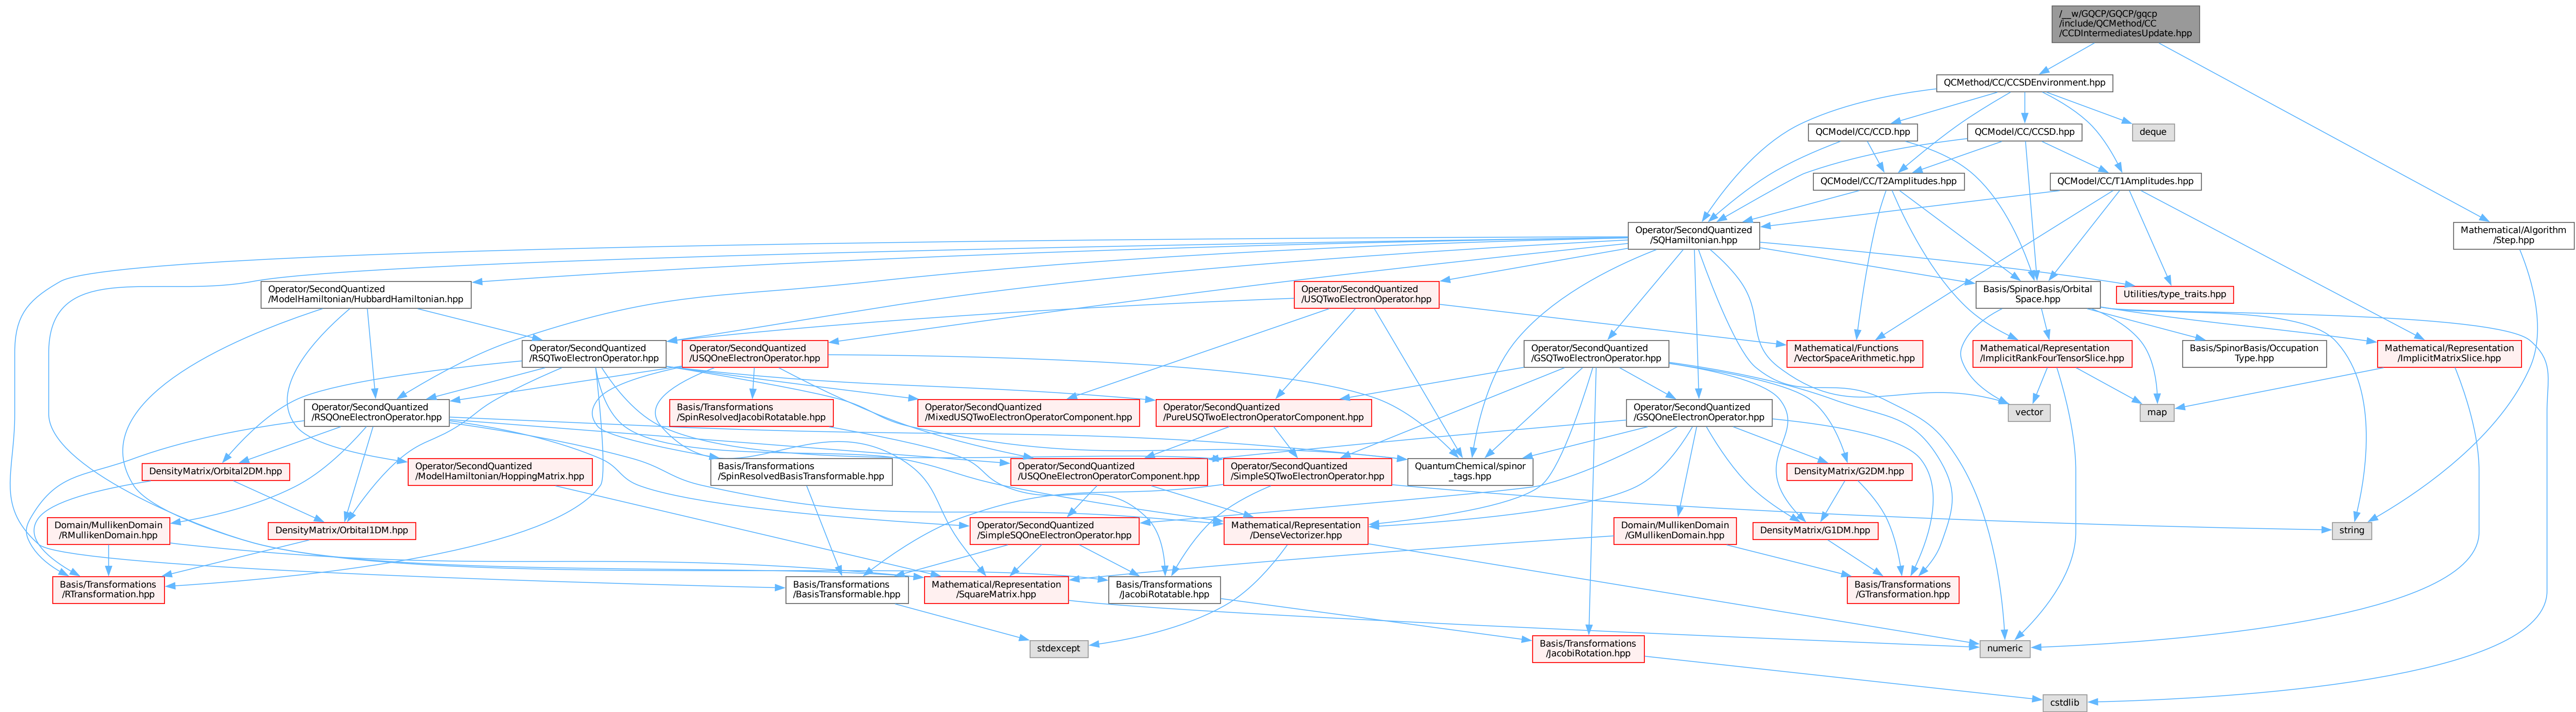 /__w/GQCP/GQCP/gqcp
/include/QCMethod/CC
/CCDIntermediatesUpdate.hpp
QCMethod/CC/CCSDEnvironment.hpp
QCModel/CC/CCD.hpp
QCModel/CC/CCSD.hpp
deque
QCModel/CC/T2Amplitudes.hpp
QCModel/CC/T1Amplitudes.hpp
Operator/SecondQuantized
/SQHamiltonian.hpp
Mathematical/Algorithm
/Step.hpp
Operator/SecondQuantized
/ModelHamiltonian/HubbardHamiltonian.hpp
Operator/SecondQuantized
/USQTwoElectronOperator.hpp
Basis/SpinorBasis/Orbital
Space.hpp
Utilities/type_traits.hpp
Operator/SecondQuantized
/RSQTwoElectronOperator.hpp
Operator/SecondQuantized
/USQOneElectronOperator.hpp
Operator/SecondQuantized
/GSQTwoElectronOperator.hpp
Mathematical/Functions
/VectorSpaceArithmetic.hpp
Mathematical/Representation
/ImplicitRankFourTensorSlice.hpp
Basis/SpinorBasis/Occupation
Type.hpp
Mathematical/Representation
/ImplicitMatrixSlice.hpp
Operator/SecondQuantized
/RSQOneElectronOperator.hpp
Basis/Transformations
/SpinResolvedJacobiRotatable.hpp
Operator/SecondQuantized
/MixedUSQTwoElectronOperatorComponent.hpp
Operator/SecondQuantized
/PureUSQTwoElectronOperatorComponent.hpp
Operator/SecondQuantized
/GSQOneElectronOperator.hpp
vector
map
DensityMatrix/Orbital2DM.hpp
Operator/SecondQuantized
/ModelHamiltonian/HoppingMatrix.hpp
Basis/Transformations
/SpinResolvedBasisTransformable.hpp
Operator/SecondQuantized
/USQOneElectronOperatorComponent.hpp
Operator/SecondQuantized
/SimpleSQTwoElectronOperator.hpp
QuantumChemical/spinor
_tags.hpp
DensityMatrix/G2DM.hpp
Domain/MullikenDomain
/RMullikenDomain.hpp
DensityMatrix/Orbital1DM.hpp
Operator/SecondQuantized
/SimpleSQOneElectronOperator.hpp
Mathematical/Representation
/DenseVectorizer.hpp
Domain/MullikenDomain
/GMullikenDomain.hpp
DensityMatrix/G1DM.hpp
string
Basis/Transformations
/RTransformation.hpp
Basis/Transformations
/BasisTransformable.hpp
Mathematical/Representation
/SquareMatrix.hpp
Basis/Transformations
/JacobiRotatable.hpp
Basis/Transformations
/GTransformation.hpp
stdexcept
Basis/Transformations
/JacobiRotation.hpp
numeric
cstdlib